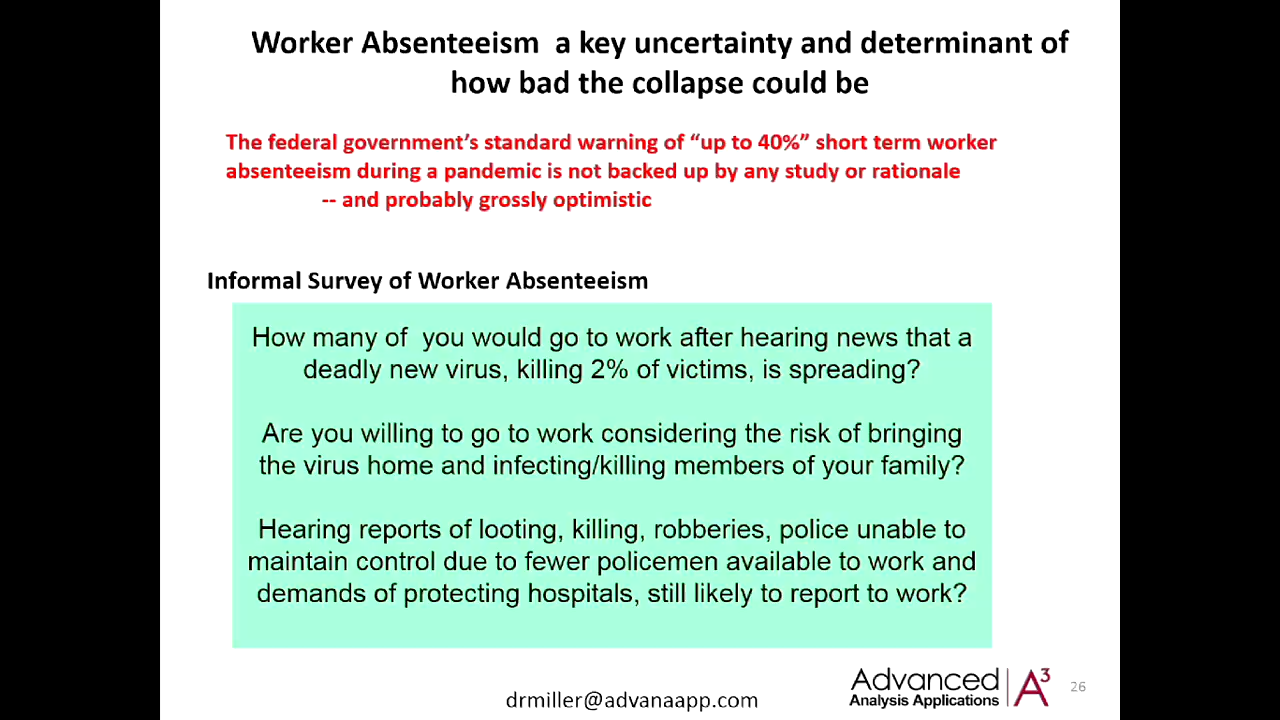 Worker Absenteeism  a key uncertainty and determinant of
how bad the collapse could be
The federal government’s standard warning of “up to 40%” short term worker
absenteeism during a pandemic is not backed up by any study or rationale
-- and probably grossly optimistic
Informal Survey of Worker Absenteeism
How many of  you would go to work after hearing news that a
deadly new virus, killing 2% of victims, is spreading?
Are you willing to go to work considering the risk of bringing
the virus home and infecting/killing members of your family?
Hearing reports of looting, killing, robberies, police unable to
maintain control due to fewer policemen available to work and
demands of protecting hospitals, still likely to report to work?
drmiller@advanaapp.com
Advanced
Analysis Applications
A3
26